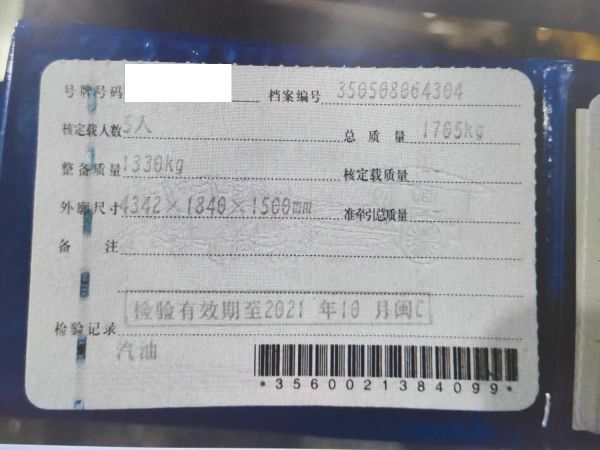 号牌号码 档案编号 350508064304
核定载人数 5人 总质量 1705kg
整备质量 1330kg 核定载质量
外廓尺寸 4342×1840×1500mm 准牵引总质量
备注
检验有效期至2021年10月闽C
检验记录
汽油
*3560021384099*